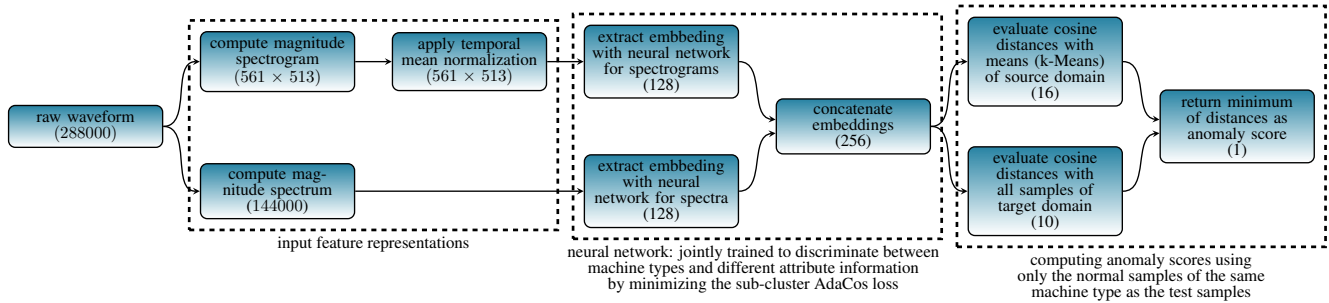 raw waveform
(288000)
compute magnitude
spectrogram
(561 × 513)
apply temporal
mean normalization
(561 × 513)
compute mag-
nitude spectrum
(144000)
input feature representations
extract embbeding
with neural network
for spectrograms
(128)
extract embbeding
with neural
network for spectra
(128)
concatenate
embeddings
(256)
neural network: jointly trained to discriminate between
machine types and different attribute information
by minimizing the sub-cluster AdaCos loss
evaluate cosine
distances with
means (k-Means)
of source domain
(16)
evaluate cosine
distances with
all samples of
target domain
(10)
return minimum
of distances as
anomaly score
(1)
computing anomaly scores using
only the normal samples of the same
machine type as the test samples